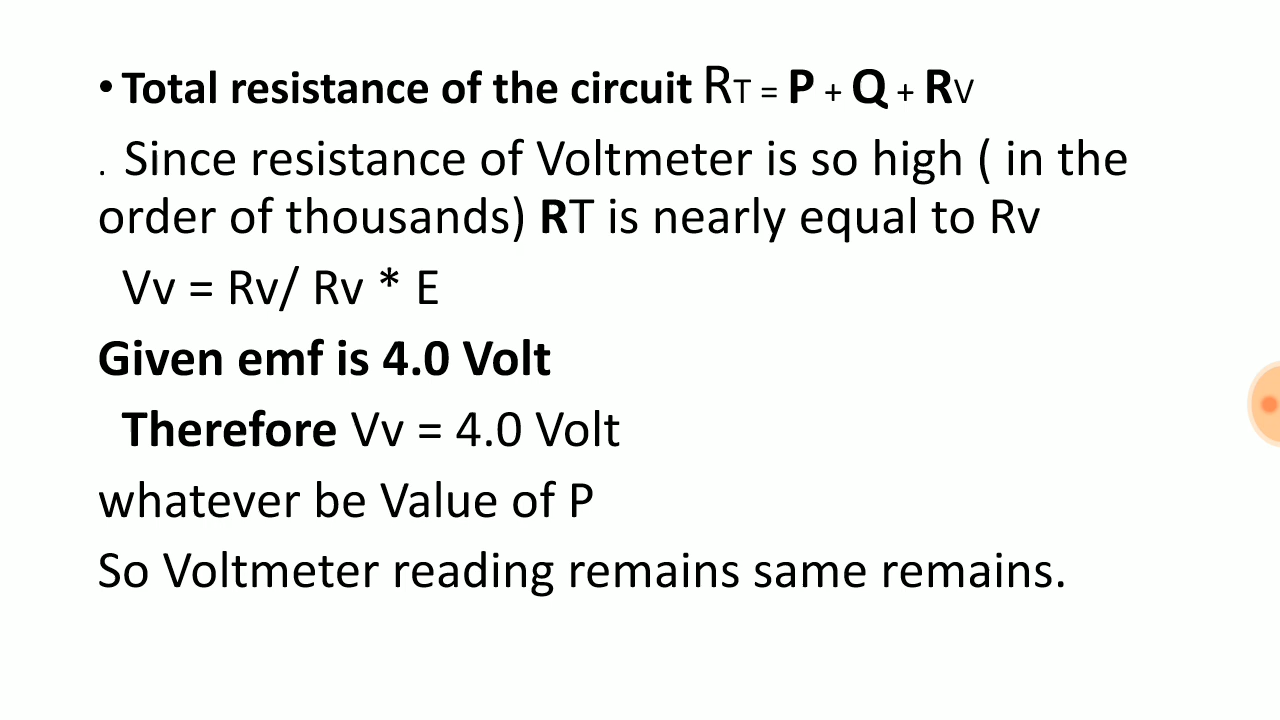 • Total resistance of the circuit RT = P + Q + RV
. Since resistance of Voltmeter is so high ( in the
order of thousands) RT is nearly equal to Rv
Vv = Rv/ Rv * E
Given emf is 4.0 Volt
Therefore Vv = 4.0 Volt
whatever be Value of P
So Voltmeter reading remains same remains.